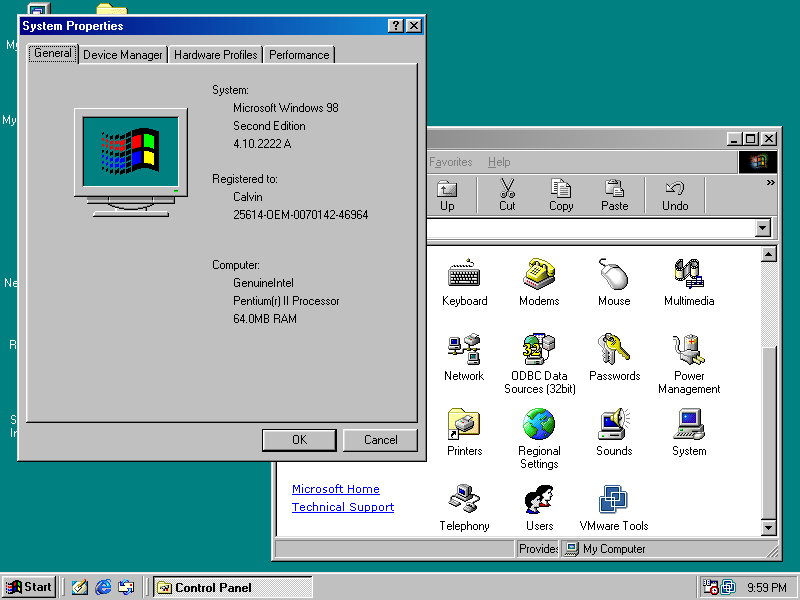 System Properties
General
Device Manager
Hardware Profiles
Performance
System:
Microsoft Windows 98
Second Edition
4.10.2222 A
Registered to:
Calvin
25614-OEM-0070142-46964
Computer:
GenuineIntel
Pentium(r) II Processor
64.0MB RAM
OK
Cancel
Favorites
Help
Up
Cut
Copy
Paste
Undo
Keyboard
Modems
Mouse
Multimedia
Network
ODBC Data
Sources (32bit)
Passwords
Power
Management
Printers
Regional
Settings
Sounds
System
Telephony
Users
VMware Tools
Microsoft Home
Technical Support
My Computer
Start
Control Panel
9:59 PM